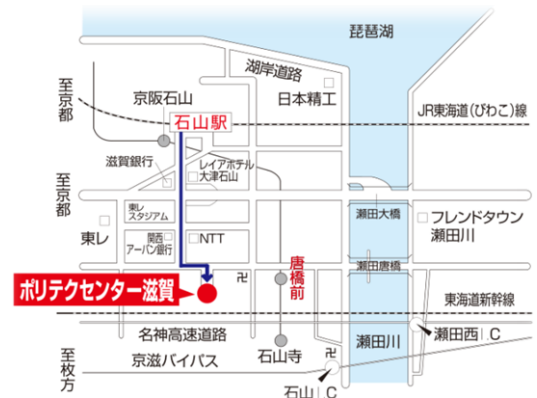 琵琶湖
湖岸道路
至京都
京阪石山
日本精工
JR東海道(びわこ)線
石山駅
滋賀銀行
レイアホテル
大津石山
至京都
東レ
スタジアム
瀬田大橋
フレンドタウン
瀬田川
東レ
関西
アーバン銀行
NTT
唐橋前
瀬田唐橋
卍
ポリテクセンター滋賀
東海道新幹線
名神高速道路
瀬田川
瀬田西I.C
至枚方
京滋バイパス
石山寺
卍
石山I.C